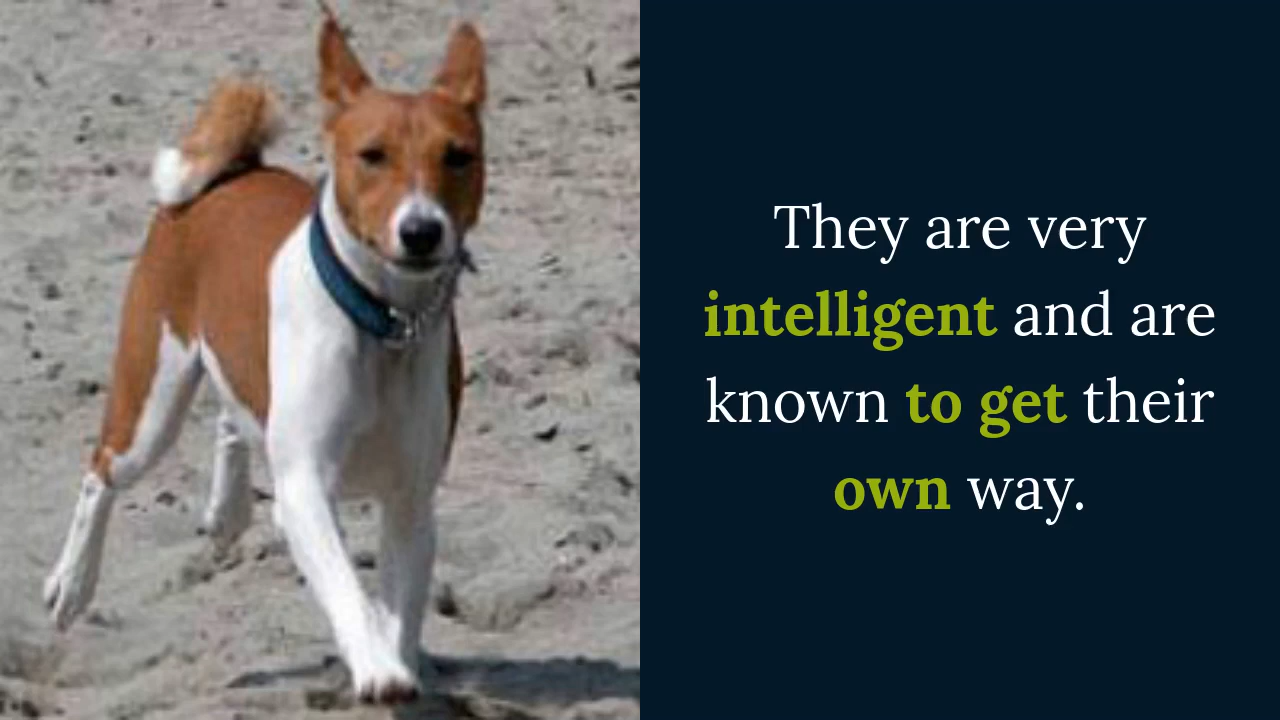 They are very
intelligent and are
known to get their
own way.